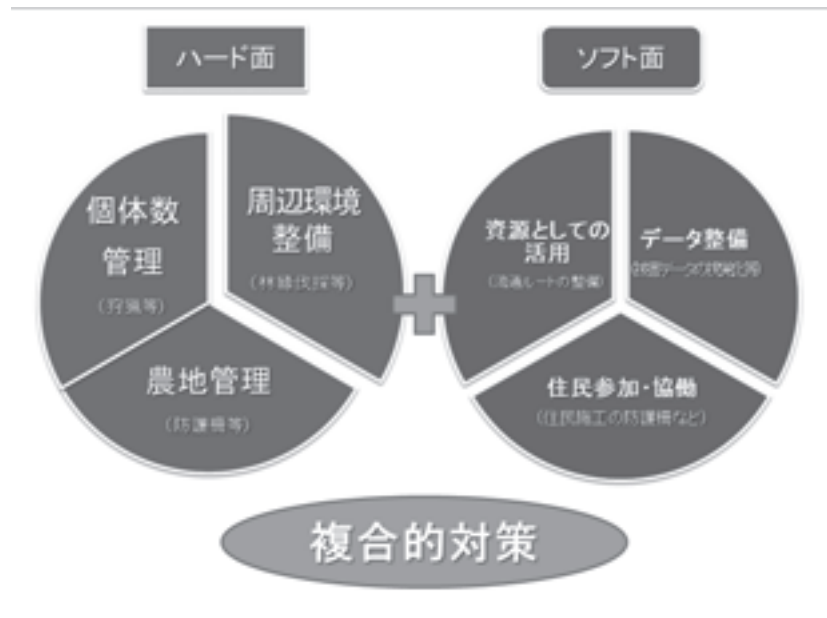 ハード面
個体数
管理
(狩猟等)
周辺環境
整備
(林縁伐採等)
農地管理
(防護柵等)
ソフト面
資源としての
活用
(流通ルートの整備)
データ整備
住民参加・協働
(住民施工の防護柵など)
複合的対策